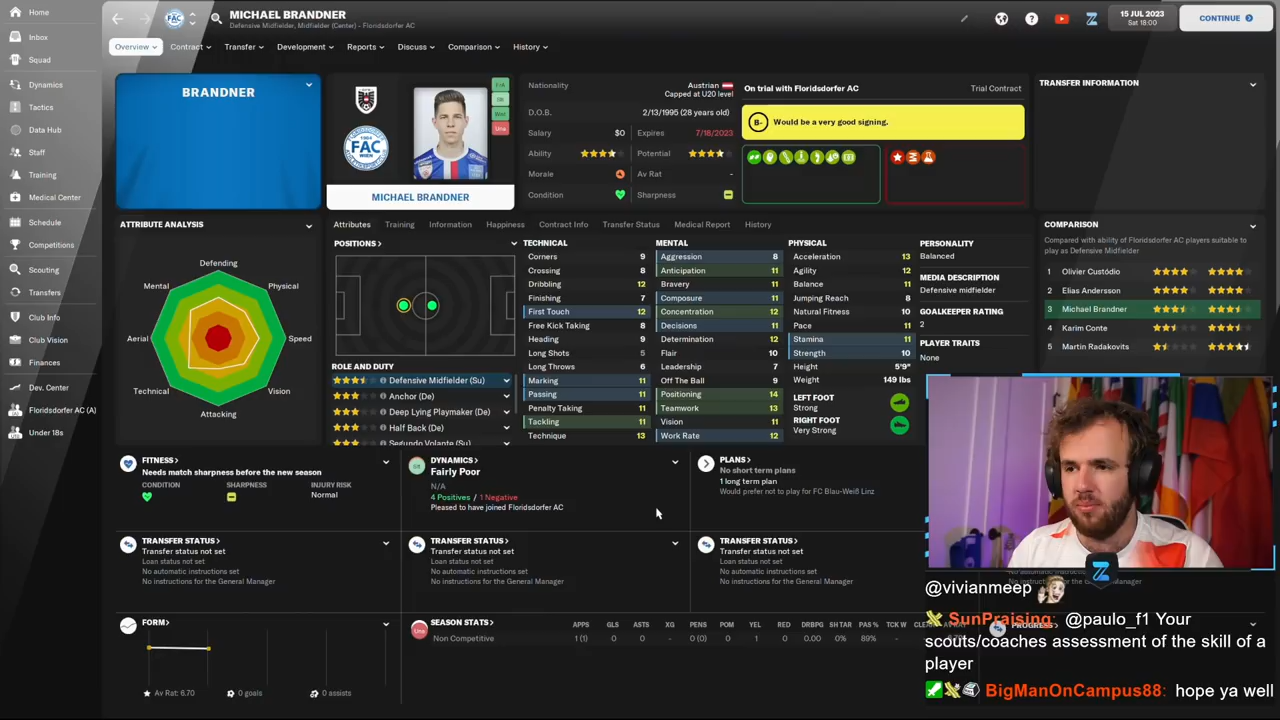 Home
Inbox
Squad
Dynamics
Tactics
Data Hub
Staff
Training
Medical Center
Schedule
Competitions
Scouting
Transfers
Club Info
Club Vision
Finances
Dev. Center
Floridsdorfer AC (A)
Under 18s
MICHAEL BRANDNER
Defensive Midfielder, Midfielder (Center) - Floridsdorfer AC
15 JUL 2023
Sat 18:00
CONTINUE
Overview
Contract
Transfer
Development
Reports
Discuss
Comparison
History
BRANDNER
FAC
WIEN
MICHAEL BRANDNER
Nationality
Austrian
Capped at U20 level
D.O.B.
2/13/1995 (28 years old)
Salary
$0
Expires
7/18/2023
Ability
Potential
Morale
Av Rat
-
Condition
Sharpness
On trial with Floridsdorfer AC
Trial Contract
B-
Would be a very good signing.
TRANSFER INFORMATION
ATTRIBUTE ANALYSIS
Defending
Mental
Physical
Aerial
Speed
Technical
Vision
Attacking
Attributes
Training
Information
Happiness
Contract Info
Transfer Status
Medical Report
History
POSITIONS
ROLE AND DUTY
Defensive Midfielder (Su)
Anchor (De)
Deep Lying Playmaker (De)
Half Back (De)
Segundo Volante (Su)
TECHNICAL
Corners 9
Crossing 8
Dribbling 12
Finishing 7
First Touch 12
Free Kick Taking 8
Heading 9
Long Shots 5
Long Throws 6
Marking 11
Passing 11
Penalty Taking 11
Tackling 11
Technique 13
MENTAL
Aggression 8
Anticipation 11
Bravery 11
Composure 11
Concentration 12
Decisions 11
Determination 12
Flair 10
Leadership 7
Off The Ball 9
Positioning 14
Teamwork 13
Vision 11
Work Rate 12
PHYSICAL
Acceleration 13
Agility 12
Balance 11
Jumping Reach 8
Natural Fitness 10
Pace 11
Stamina 11
Strength 10
Height 5'9"
Weight 149 lbs
LEFT FOOT
Strong
RIGHT FOOT
Very Strong
PERSONALITY
Balanced
MEDIA DESCRIPTION
Defensive midfielder
GOALKEEPER RATING
2
PLAYER TRAITS
None
COMPARISON
Compared with ability of Floridsdorfer AC players suitable
to play as Defensive Midfielder
1 Olivier Custódio
2 Elias Andersson
3 Michael Brandner
4 Karim Conte
5 Martin Radakovits
FITNESS
Needs match sharpness before the new season
CONDITION
SHARPNESS
INJURY RISK
Normal
DYNAMICS
Fairly Poor
N/A
4 Positives / 1 Negative
Pleased to have joined Floridsdorfer AC
PLANS
No short term plans
1 long term plan
Would prefer not to play for FC Blau-Weiß Linz
TRANSFER STATUS
Transfer status not set
Loan status not set
No automatic instructions set
No instructions for the General Manager
TRANSFER STATUS
Transfer status not set
Loan status not set
No automatic instructions set
No instructions for the General Manager
TRANSFER STATUS
Transfer status not set
Loan status not set
No automatic instructions set
No instructions for the General Manager
FORM
Av Rat: 6.70
0 goals
0 assists
SEASON STATS
APPS GLS AST XG PENS POM YEL RED DRBPG SH TAR PAS % TCK W
Non Competitive 1(1) 0 0 - 0 (0) 0 1 0 0.00 0% 89% -
@vivianmeep
SunPraising: @paulo_f1 Your
scouts/coaches assessment of the skill of a
player
BigManOnCampus88: hope ya well